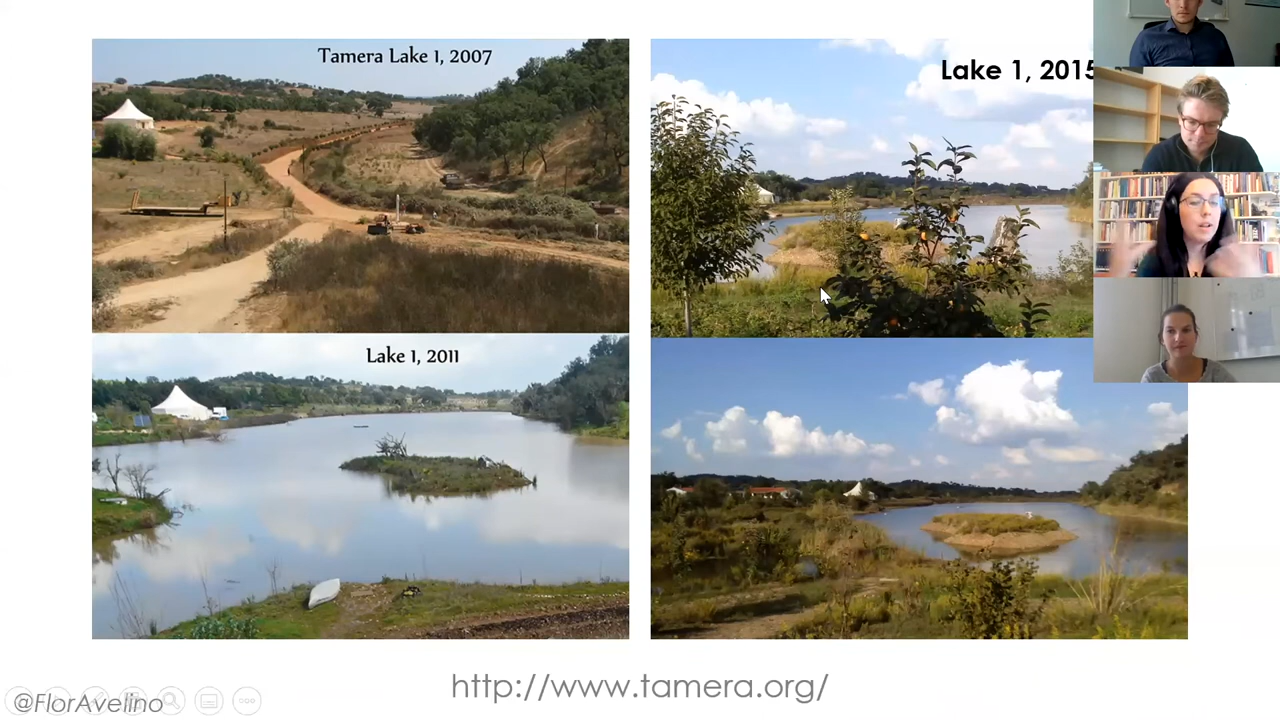 Tamera Lake 1, 2007
Lake 1, 2015
Lake 1, 2011
http://www.tamera.org/
@FlorAvelino